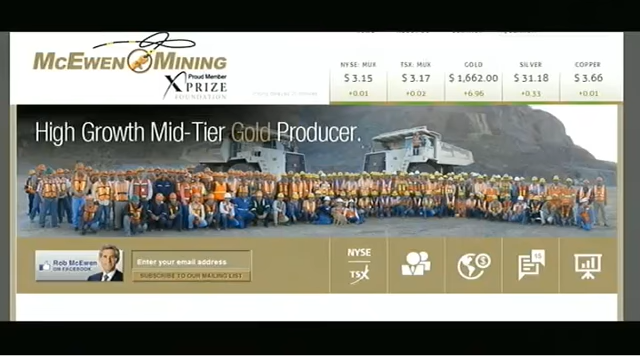 McEwen Mining
Proud Member
X PRIZE
FOUNDATION
NYSE: MUX
$ 3.15
+0.01
TSX: MUX
$ 3.17
+0.02
GOLD
$ 1,662.00
+6.96
SILVER
$ 31.18
+0.33
COPPER
$ 3.66
+0.01
High Growth Mid-Tier Gold Producer.
Rob McEwen
ON FACEBOOK
Enter your email address
SUBSCRIBE TO OUR MAILING LIST
NYSE
TSX
$
15